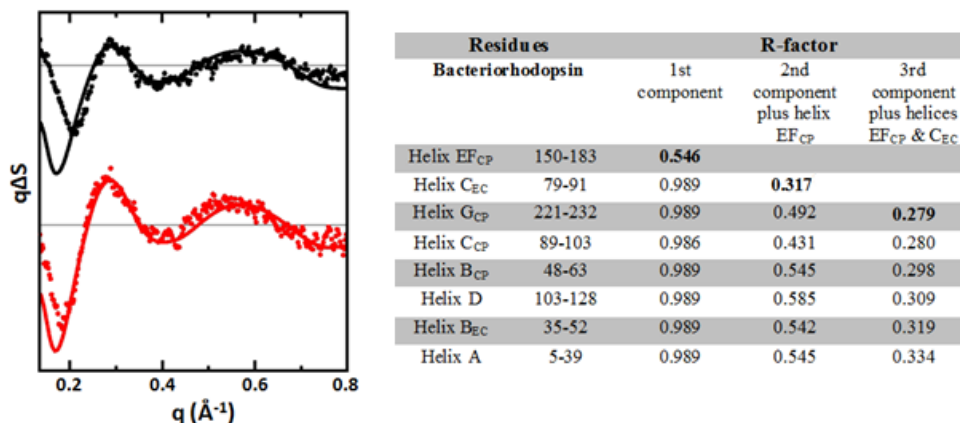 qΔS
0.2 0.4 0.6 0.8
q (Å⁻¹)
Residues R-factor
Bacteriorhodopsin 1st component 2nd component plus helix EF_CP 3rd component plus helices EF_CP & C_EC
Helix EF_CP 150-183 0.546
Helix C_EC 79-91 0.989 0.317
Helix G_CP 221-232 0.989 0.492 0.279
Helix C_CP 89-103 0.986 0.431 0.280
Helix B_CP 48-63 0.989 0.545 0.298
Helix D 103-128 0.989 0.585 0.309
Helix B_EC 35-52 0.989 0.542 0.319
Helix A 5-39 0.989 0.545 0.334